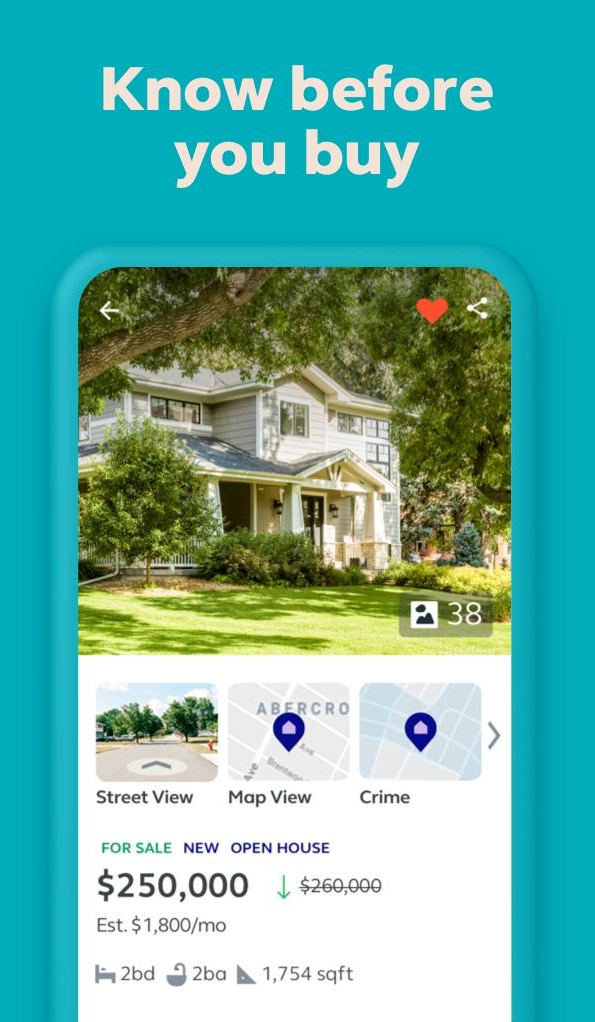 Know before
you buy
38
ABERCRO
Ave
Ave
Street View
Map View
Crime
FOR SALE NEW OPEN HOUSE
$250,000 ↓ $260,000
Est. $1,800/mo
2bd 2ba 1,754 sqft